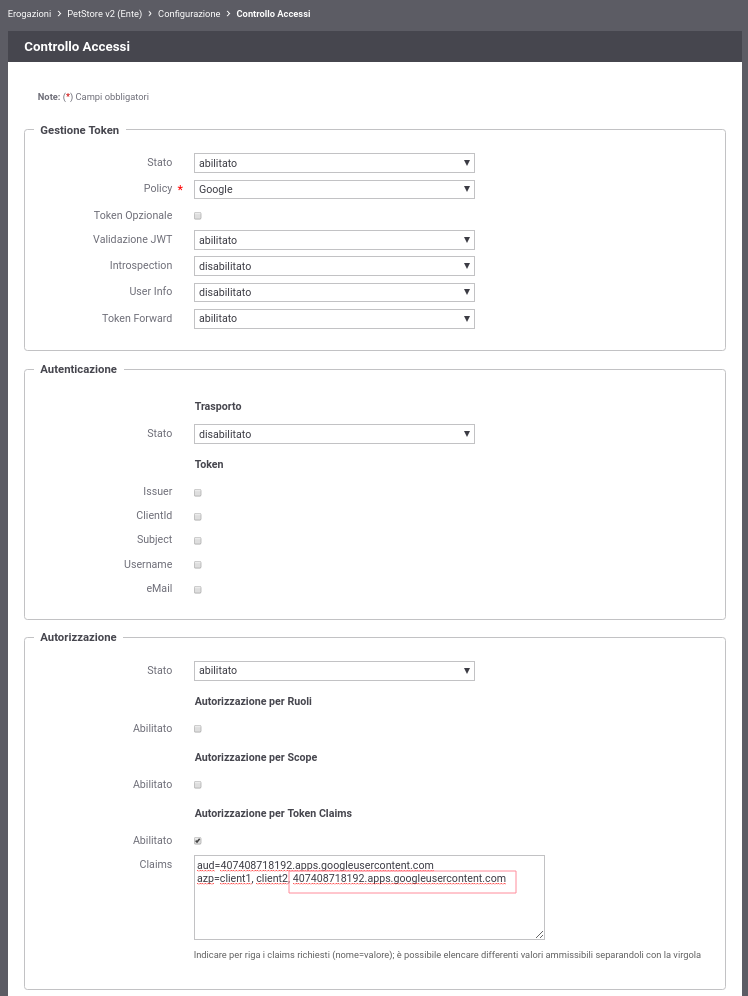 Erogazioni > PetStore v2 (Ente) > Configurazione > Controllo Accessi
Controllo Accessi
Note: (*) Campi obbligatori
Gestione Token
Stato abilitato
Policy * Google
Token Opzionale
Validazione JWT abilitato
Introspection disabilitato
User Info disabilitato
Token Forward abilitato
Autenticazione
Trasporto
Stato disabilitato
Token
Issuer
ClientId
Subject
Username
eMail
Autorizzazione
Stato abilitato
Autorizzazione per Ruoli
Abilitato
Autorizzazione per Scope
Abilitato
Autorizzazione per Token Claims
Abilitato
Claims aud=407408718192.apps.googleusercontent.com
azp=client1, client2, 407408718192.apps.googleusercontent.com
Indicare per riga i claims richiesti (nome=valore); è possibile elencare differenti valori ammissibili separandoli con la virgola